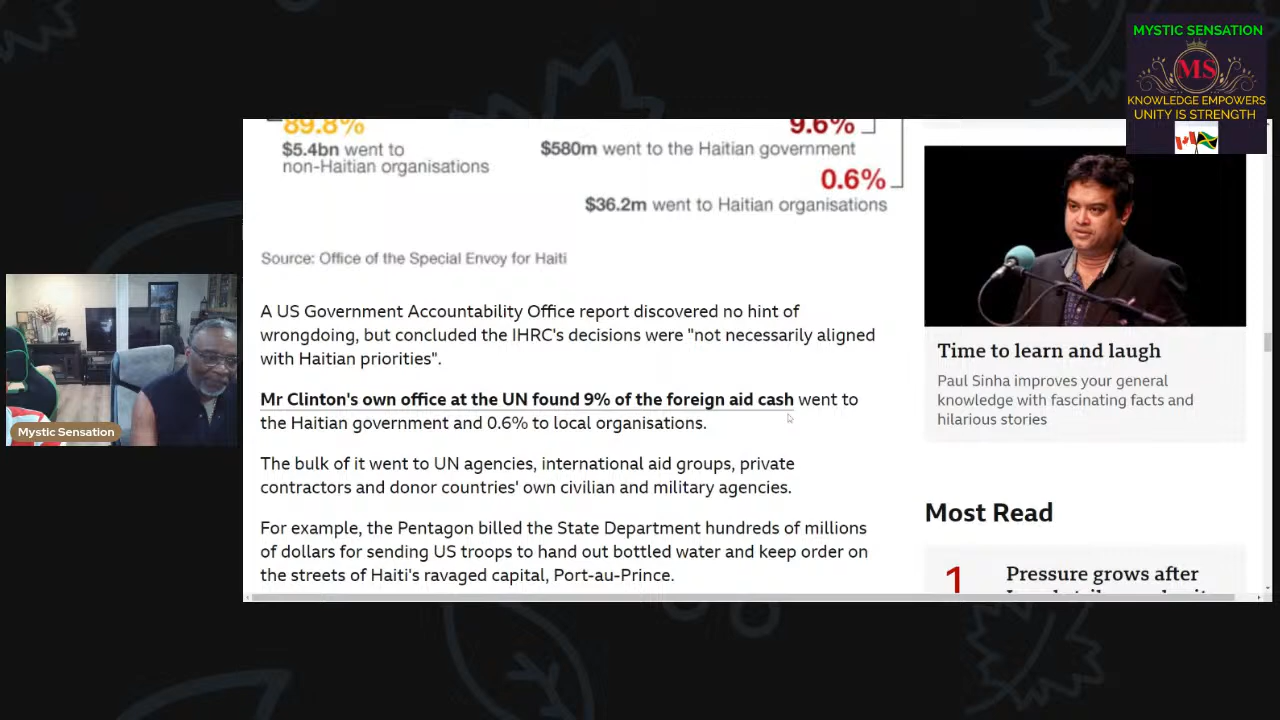 MYSTIC SENSATION
MS
KNOWLEDGE EMPOWERS
UNITY IS STRENGTH
89.8%
$5.4bn went to
non-Haitian organisations
9.6%
$580m went to the Haitian government
0.6%
$36.2m went to Haitian organisations
Source: Office of the Special Envoy for Haiti
A US Government Accountability Office report discovered no hint of
wrongdoing, but concluded the IHRC's decisions were "not necessarily aligned
with Haitian priorities".
Mr Clinton's own office at the UN found 9% of the foreign aid cash went to
the Haitian government and 0.6% to local organisations.
The bulk of it went to UN agencies, international aid groups, private
contractors and donor countries' own civilian and military agencies.
For example, the Pentagon billed the State Department hundreds of millions
of dollars for sending US troops to hand out bottled water and keep order on
the streets of Haiti's ravaged capital, Port-au-Prince.
Time to learn and laugh
Paul Sinha improves your general
knowledge with fascinating facts and
hilarious stories
Most Read
1
Pressure grows after
Mystic Sensation